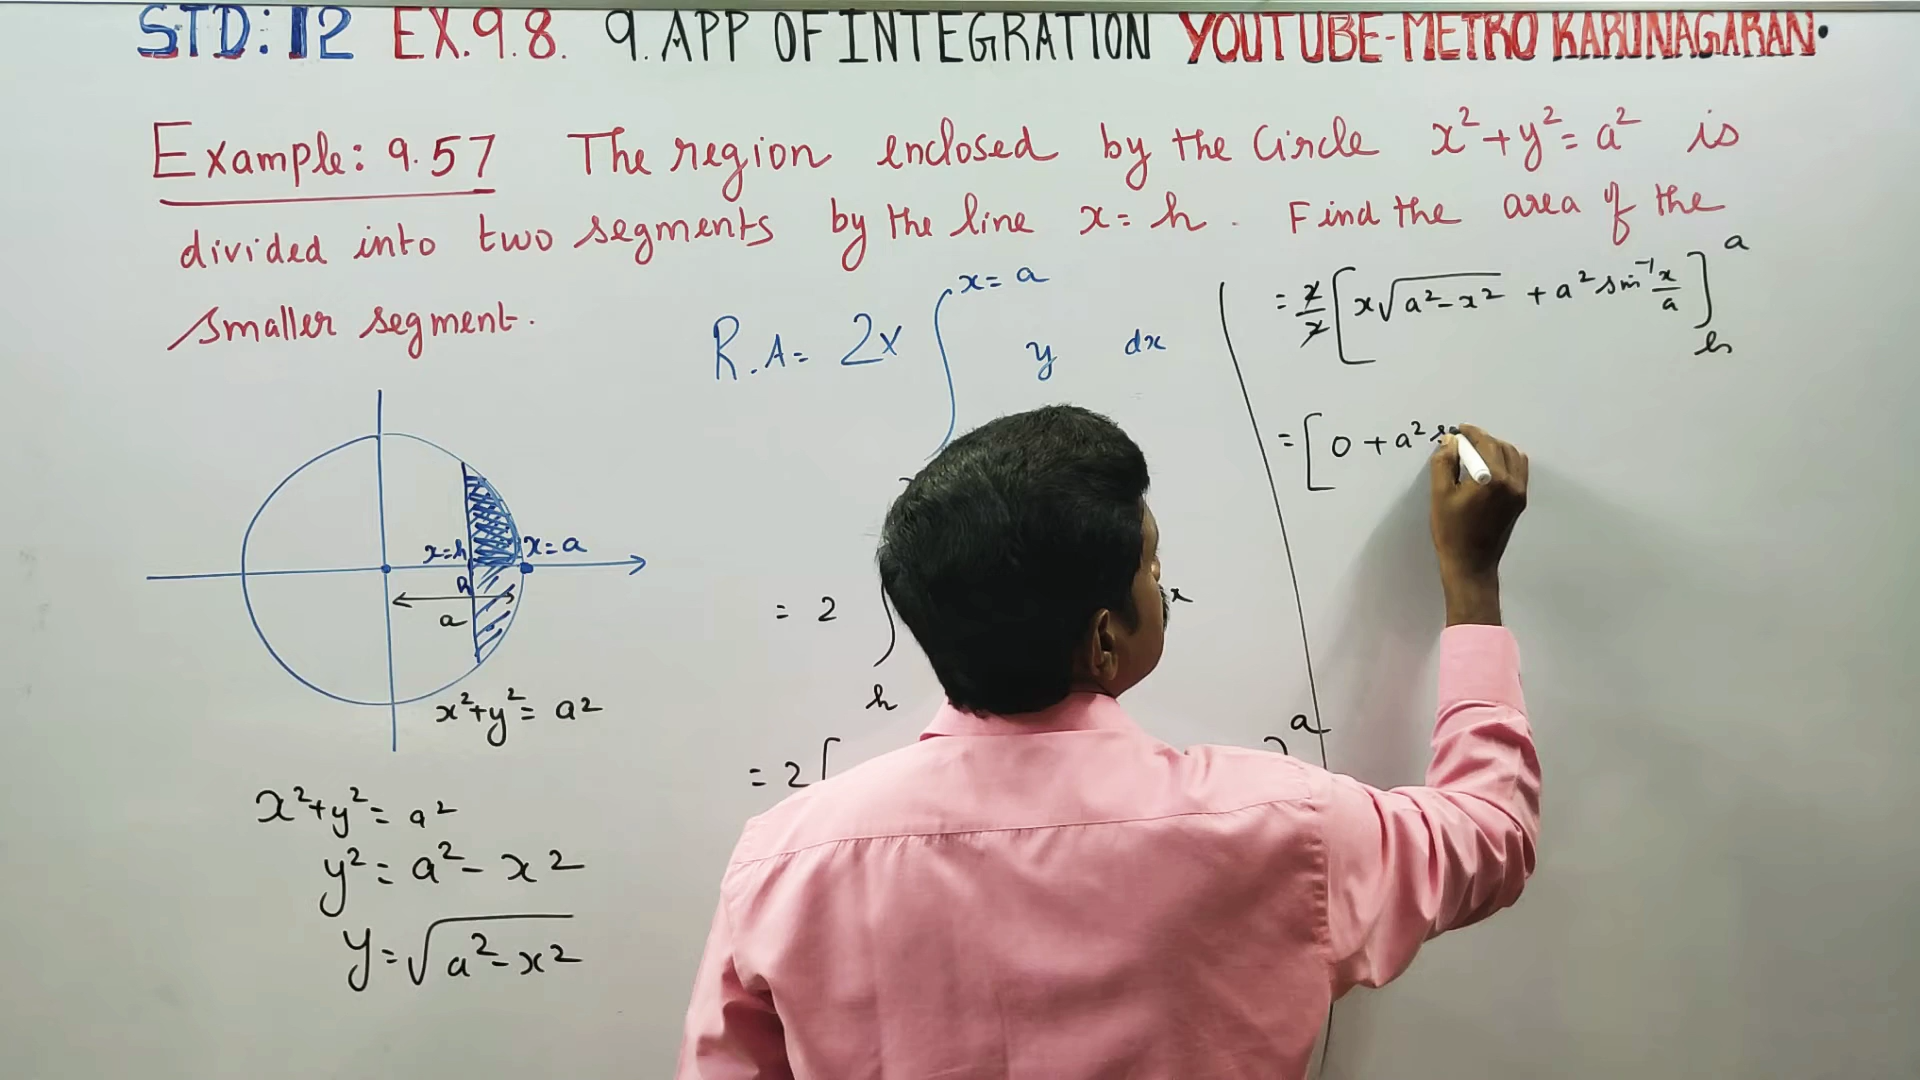 STD: 12 EX.9.8. 9. APP OF INTEGRATION YOUTUBE-METRO KARUNAGARAN.
Example: 9.57 The region enclosed by the Circle x²+y²= a² is
divided into two segments by the line x= h. Find the area of the
smaller segment.
x=h
x=a
h
a
x²+y²= a²
x²+y²= a²
y²= a²- x²
y=√a²-x²
x= a
R.A= 2x ∫ y dx
= 2 ∫ x
h
= 2[ ]a
= 2/2 [x√a²-x² + a² sin⁻¹ x/a]a
h
= [0 + a²